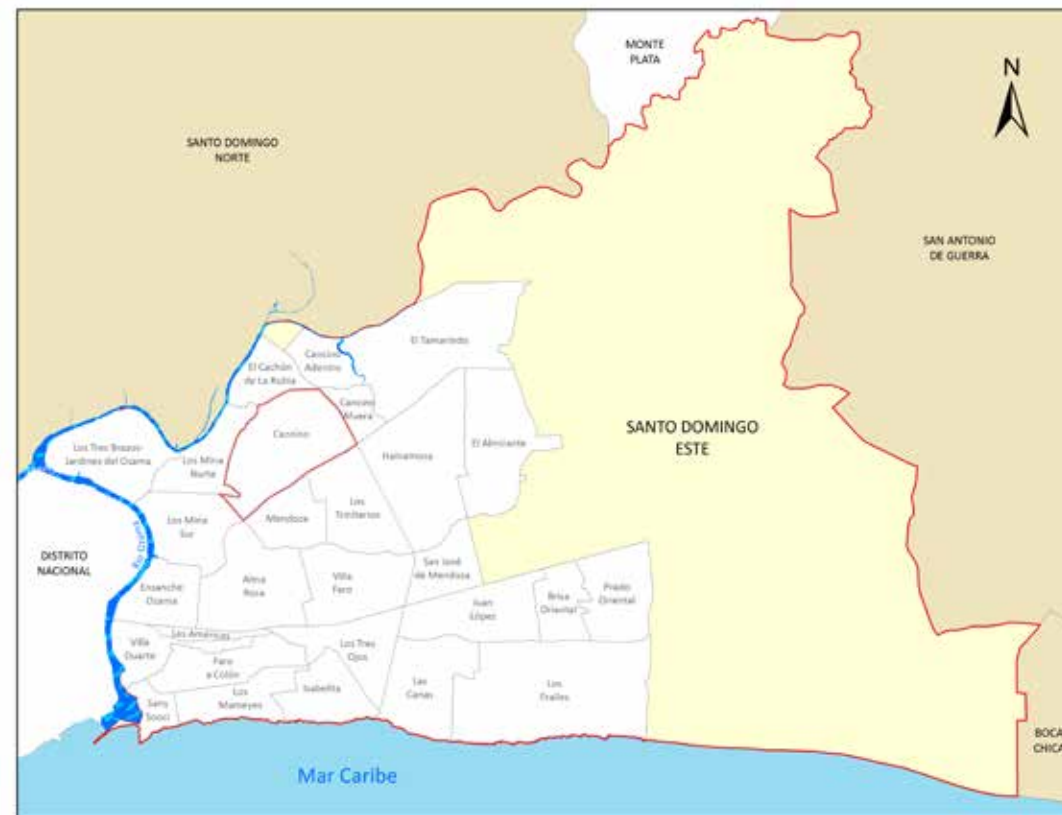 MONTE
PLATA
N
SANTO DOMINGO
NORTE
SAN ANTONIO
DE GUERRA
El Tamarindo
Cancino
Adentro
El Cachón
de La Rubia
Cancino
Afuera
Cancino
SANTO DOMINGO
ESTE
Los Tres Brazos-
Jardines del Ozama
Los Mina
Norte
Hainamosa
El Almirante
Los Mina
Sur
Mendoza
Los
Trinitarios
Río Ozama
DISTRITO
NACIONAL
San José
de Mendoza
Ensanche
Ozama
Alma
Rosa
Villa
Faro
Juan
López
Brisa
Oriental
Prado
Oriental
Villa
Duarte
Las Américas
Los Tres
Ojos
Faro
a Colón
Isabelita
Las
Canas
Los
Frailes
Sans
Souci
Los
Mameyes
BOCA
CHICA
Mar Caribe